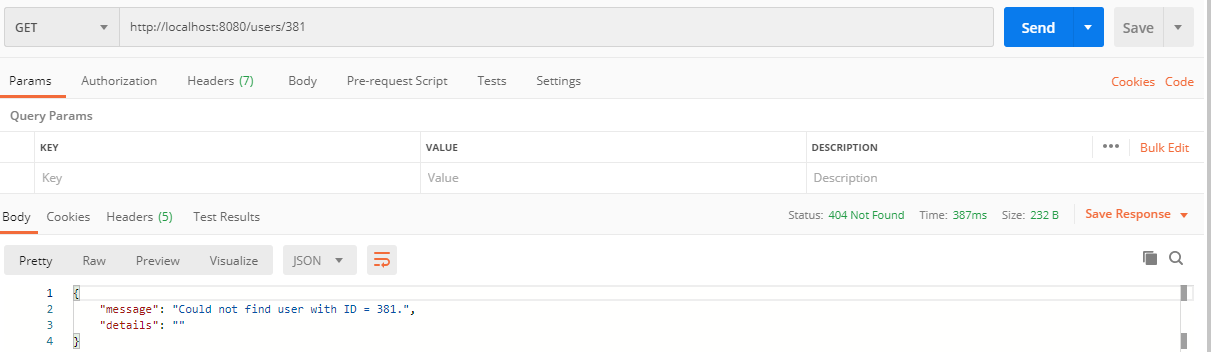 GET http://localhost:8080/users/381 Send Save
Params Authorization Headers (7) Body Pre-request Script Tests Settings Cookies Code
Query Params
KEY VALUE DESCRIPTION ••• Bulk Edit
Key Value Description
Body Cookies Headers (5) Test Results Status: 404 Not Found Time: 387ms Size: 232 B Save Response
Pretty Raw Preview Visualize JSON
1 {
2 "message": "Could not find user with ID = 381.",
3 "details": ""
4 }